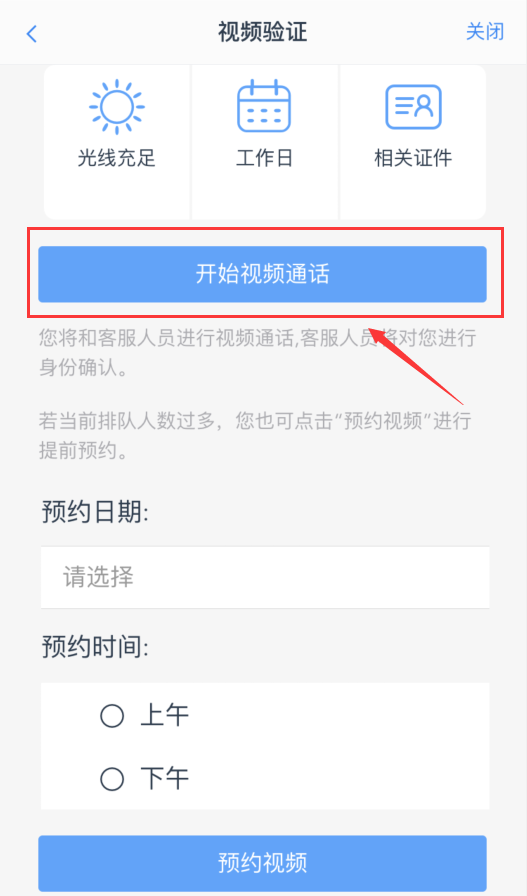 视频验证
关闭
光线充足
工作日
相关证件
开始视频通话
您将和客服人员进行视频通话,客服人员将对您进行
身份确认。
若当前排队人数过多，您也可点击“预约视频”进行
提前预约。
预约日期:
请选择
预约时间:
上午
下午
预约视频